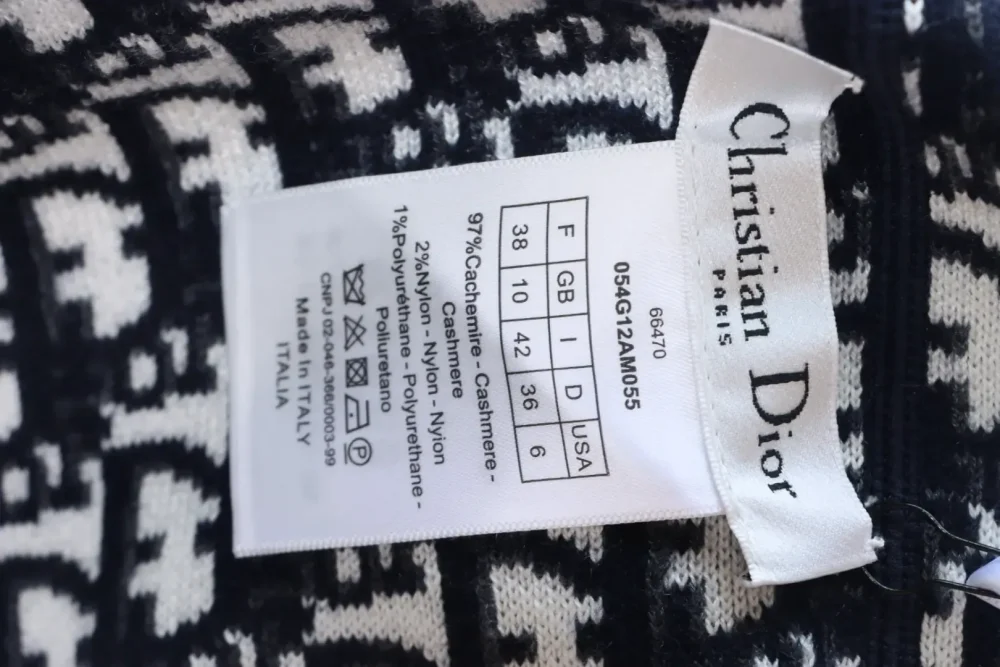 Christian Dior
PARIS
66470
054G12AM055
F GB I D USA
38 10 42 36 6
97%Cachemire - Cashmere -
Cashmere
2%Nylon - Nylon - Nylon
1%Polyuréthane - Polyurethane -
Poliuretano
P
CNPJ 02-046-366/0003-99
Made In ITALY
ITALIA